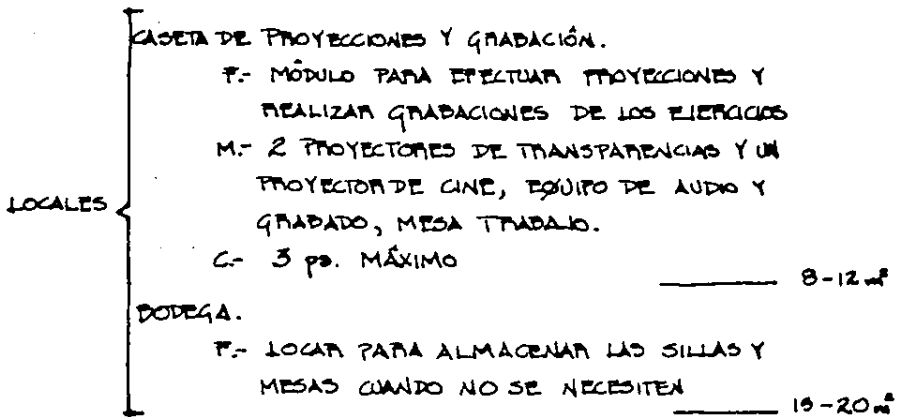 CASETA DE PROYECCIONES Y GRABACIÓN.
F.- MÓDULO PARA EFECTUAR PROYECCIONES Y
REALIZAR GRABACIONES DE LOS EJERCICIOS
M.- 2 PROYECTORES DE TRANSPARENCIAS Y UN
PROYECTOR DE CINE, EQUIPO DE AUDIO Y
GRABADO, MESA TRABAJO.
LOCALES
C.- 3 ps. MÁXIMO
8-12 m²
BODEGA.
F.- LOCAR PARA ALMACENAR LAS SILLAS Y
MESAS CUANDO NO SE NECESITEN
15-20 m²